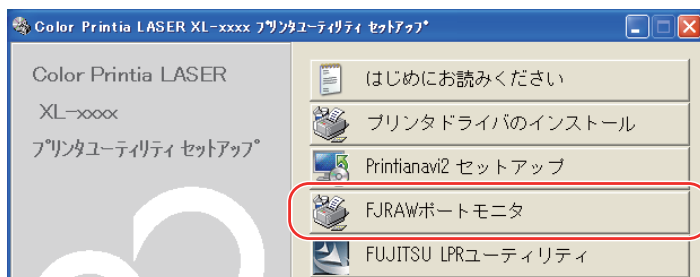 Color Printia LASER XL-xxxx プリンタユーティリティ セットアップ
Color Printia LASER
XL-xxxx
プリンタユーティリティ セットアップ
はじめにお読みください
プリンタドライバのインストール
Printianavi2 セットアップ
FJRAWポートモニタ
FUJITSU LPRユーティリティ